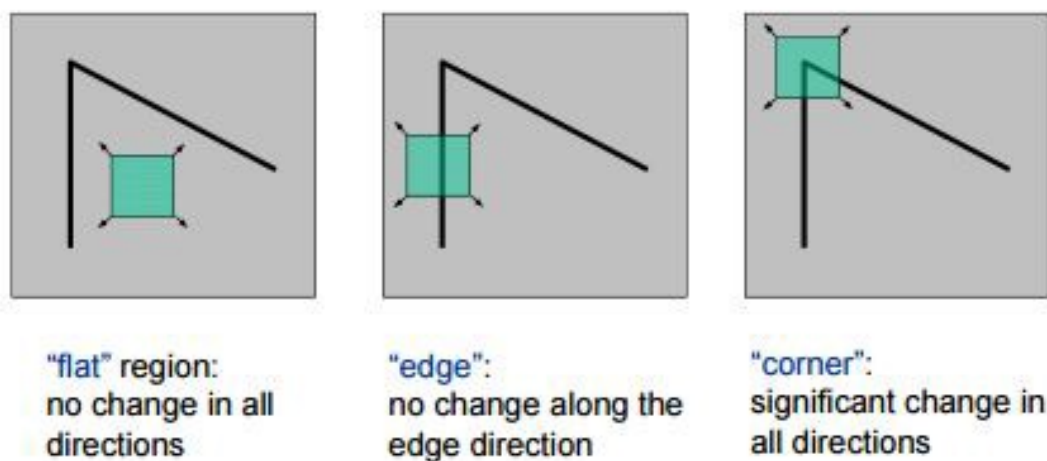 “flat” region:
no change in all
directions
“edge”:
no change along the
edge direction
“corner”:
significant change in
all directions